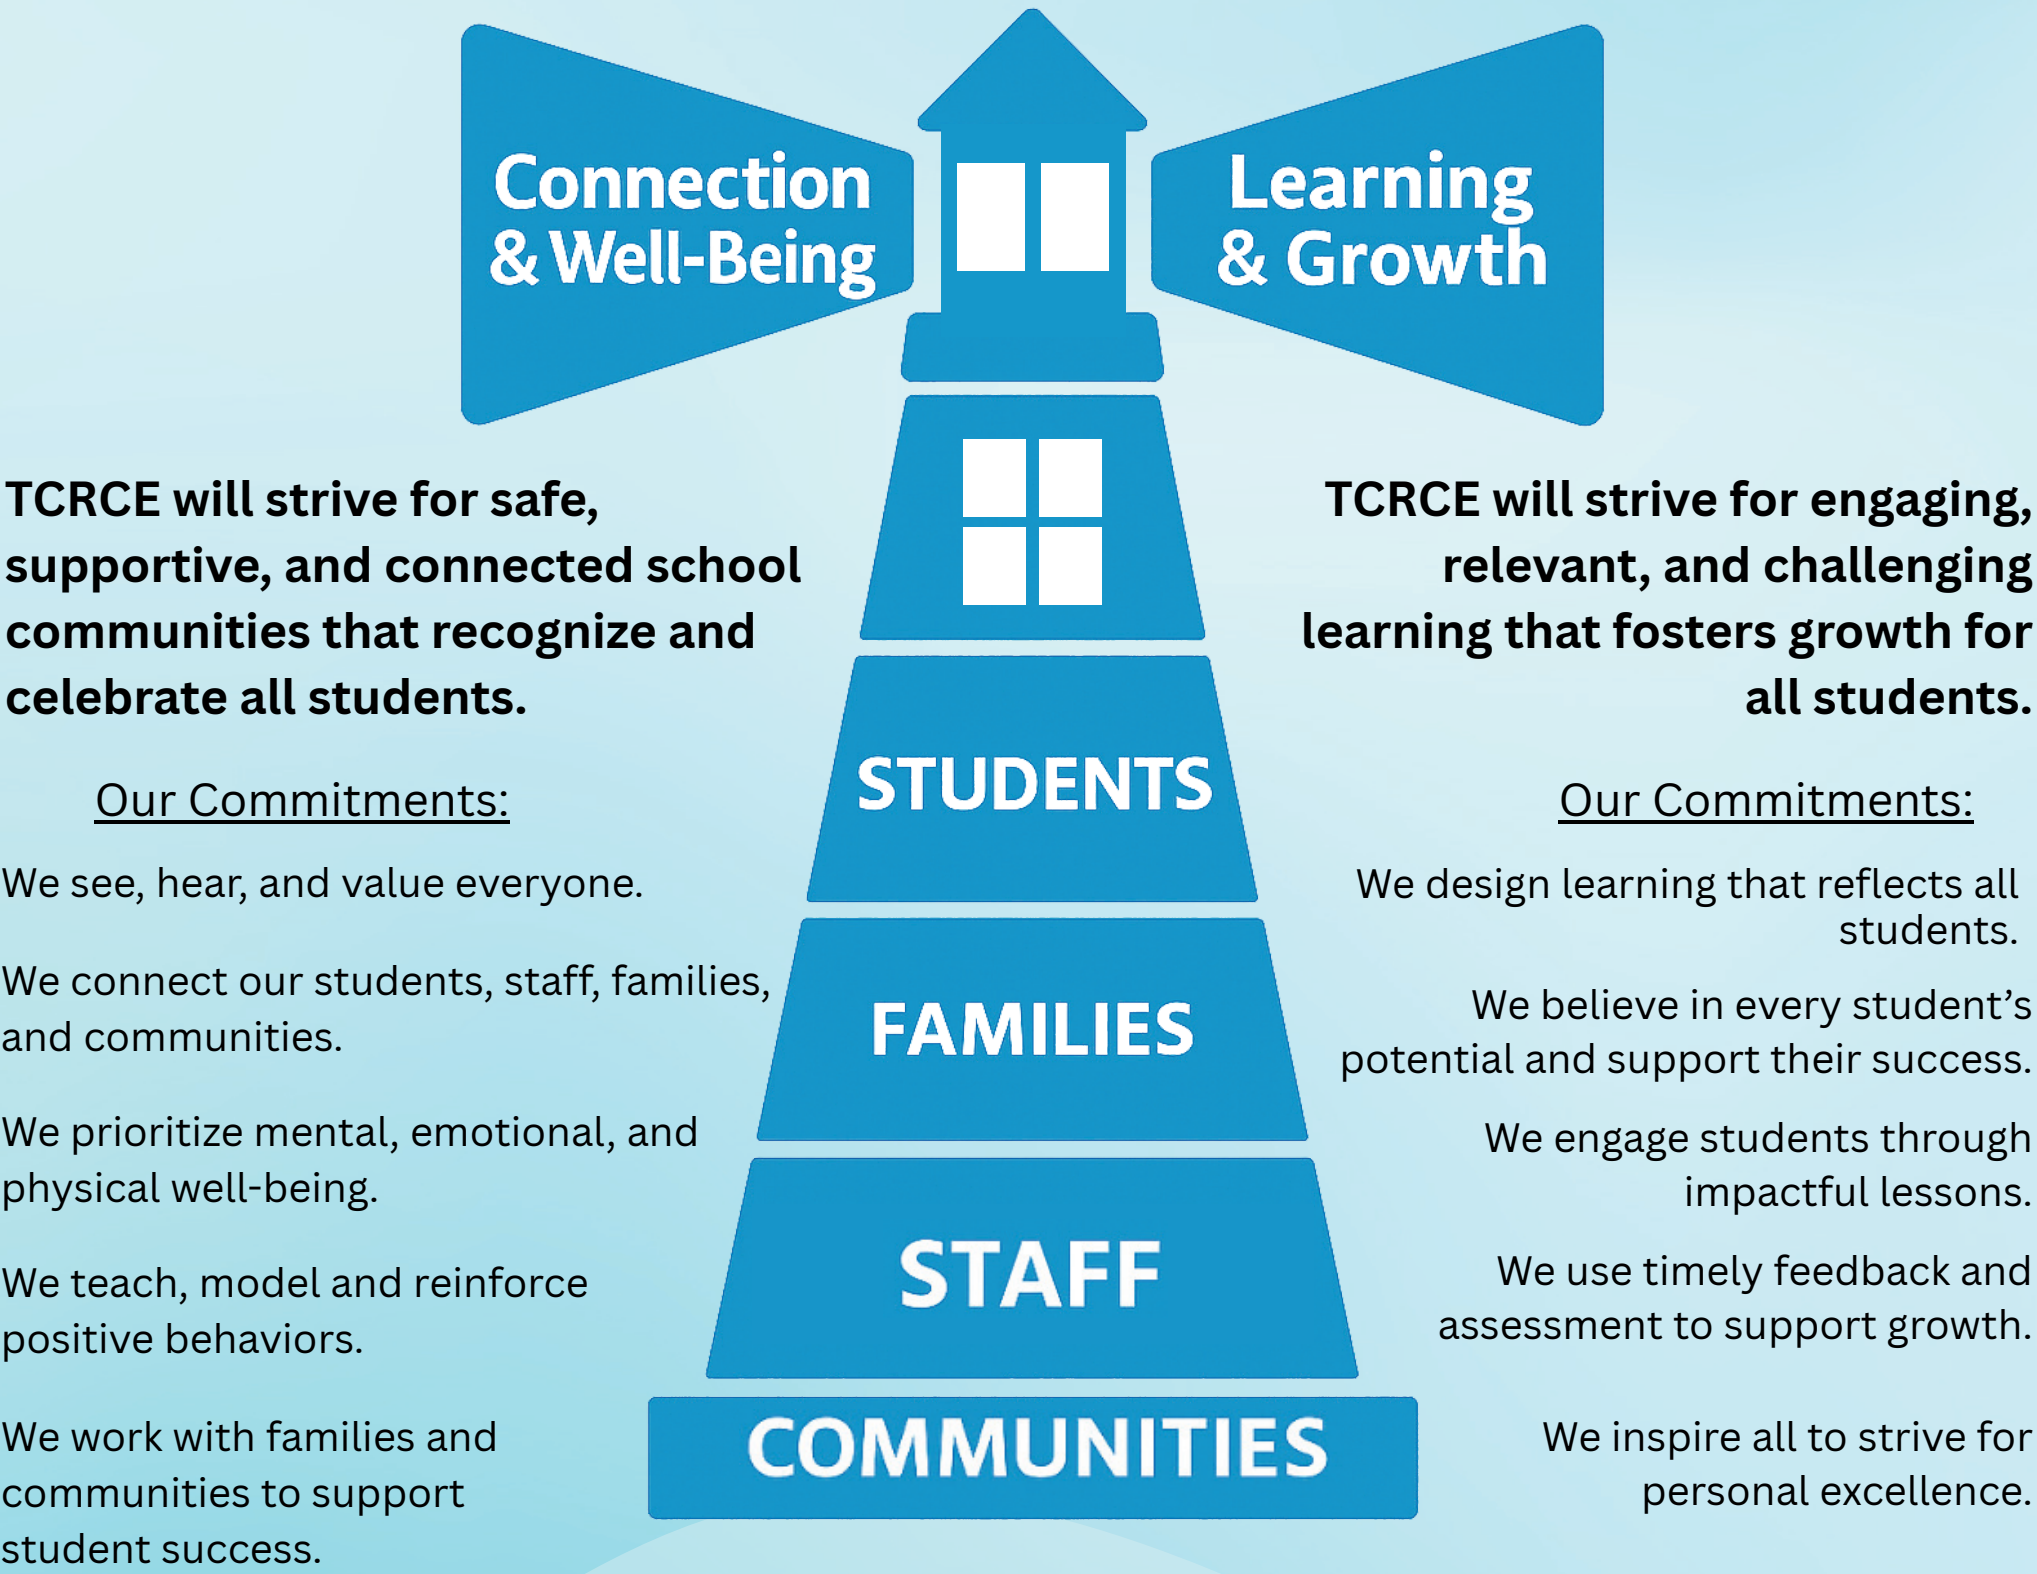 Connection
& Well-Being
Learning
& Growth
TCRCE will strive for safe,
supportive, and connected school
communities that recognize and
celebrate all students.
Our Commitments:
We see, hear, and value everyone.
We connect our students, staff, families,
and communities.
We prioritize mental, emotional, and
physical well-being.
We teach, model and reinforce
positive behaviors.
We work with families and
communities to support
student success.
STUDENTS
FAMILIES
STAFF
COMMUNITIES
TCRCE will strive for engaging,
relevant, and challenging
learning that fosters growth for
all students.
Our Commitments:
We design learning that reflects all
students.
We believe in every student’s
potential and support their success.
We engage students through
impactful lessons.
We use timely feedback and
assessment to support growth.
We inspire all to strive for
personal excellence.